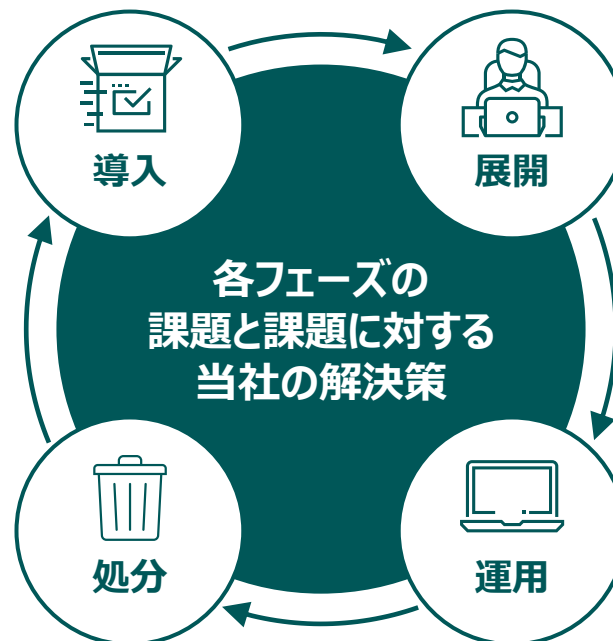 導入
展開
各フェーズの
課題と課題に対する
当社の解決策
処分
運用